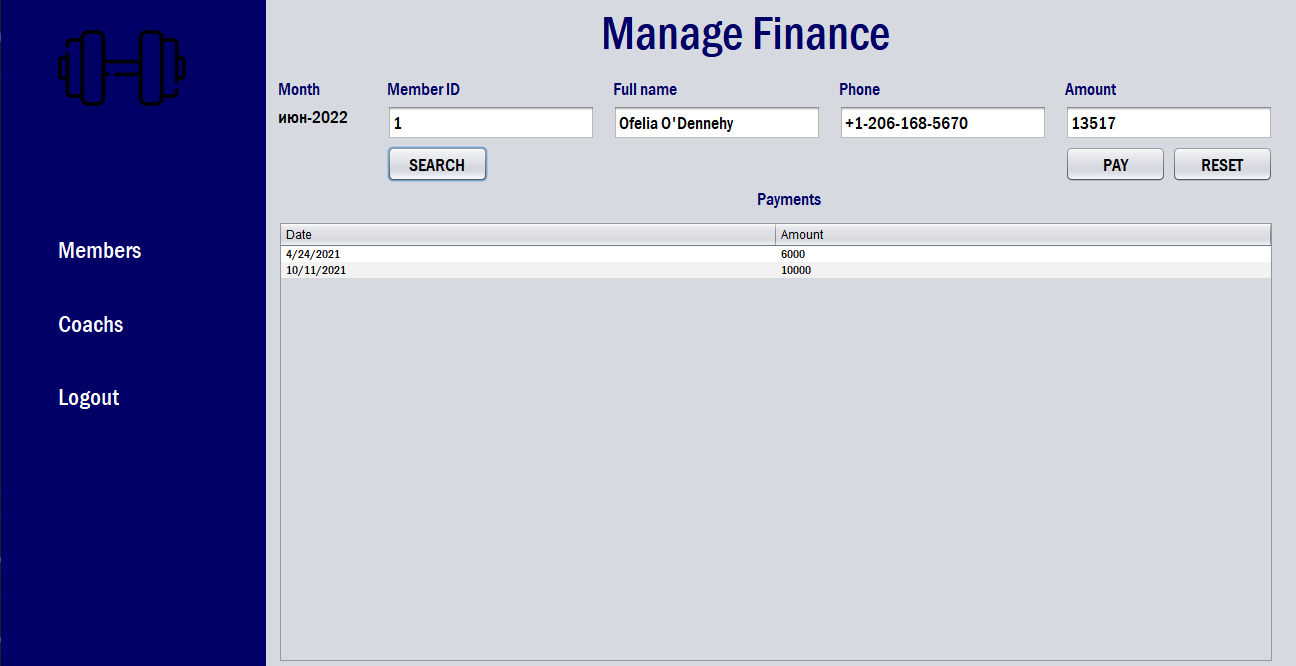 Manage Finance
Month Member ID Full name Phone Amount
июн-2022 1 Ofelia O'Dennehy +1-206-168-5670 13517
SEARCH PAY RESET
Payments
Date Amount
4/24/2021 6000
10/11/2021 10000
Members
Coachs
Logout